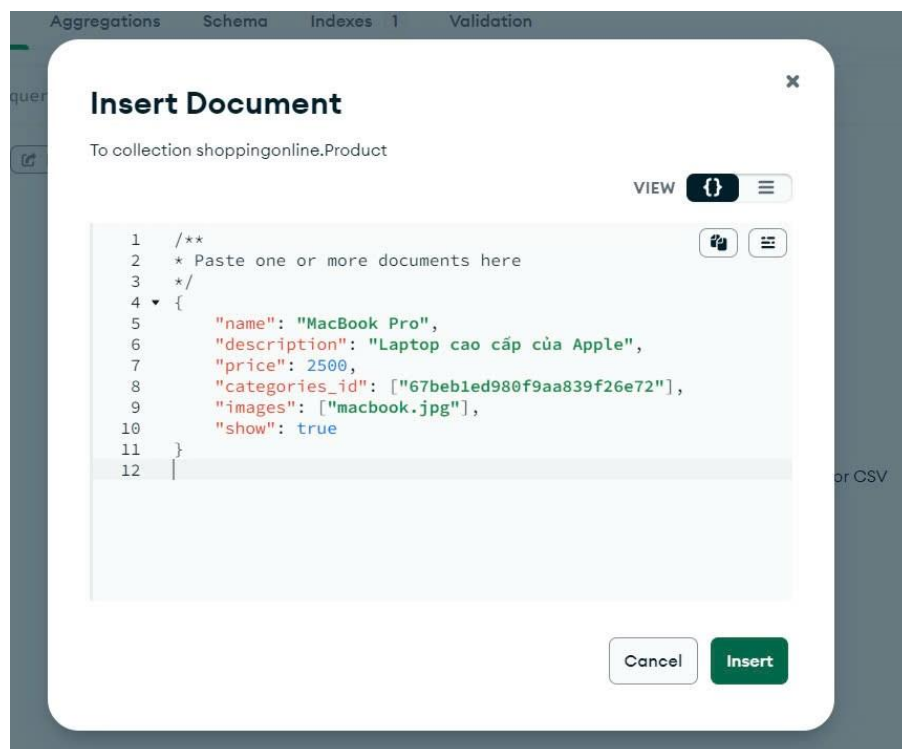 Aggregations Schema Indexes 1 Validation
quer
Insert Document
To collection shoppingonline.Product
VIEW {}
1 /**
2 * Paste one or more documents here
3 */
4 {
5 "name": "MacBook Pro",
6 "description": "Laptop cao cấp của Apple",
7 "price": 2500,
8 "categories_id": ["67beb1ed980f9aa839f26e72"],
9 "images": ["macbook.jpg"],
10 "show": true
11 }
12
or CSV
Cancel Insert